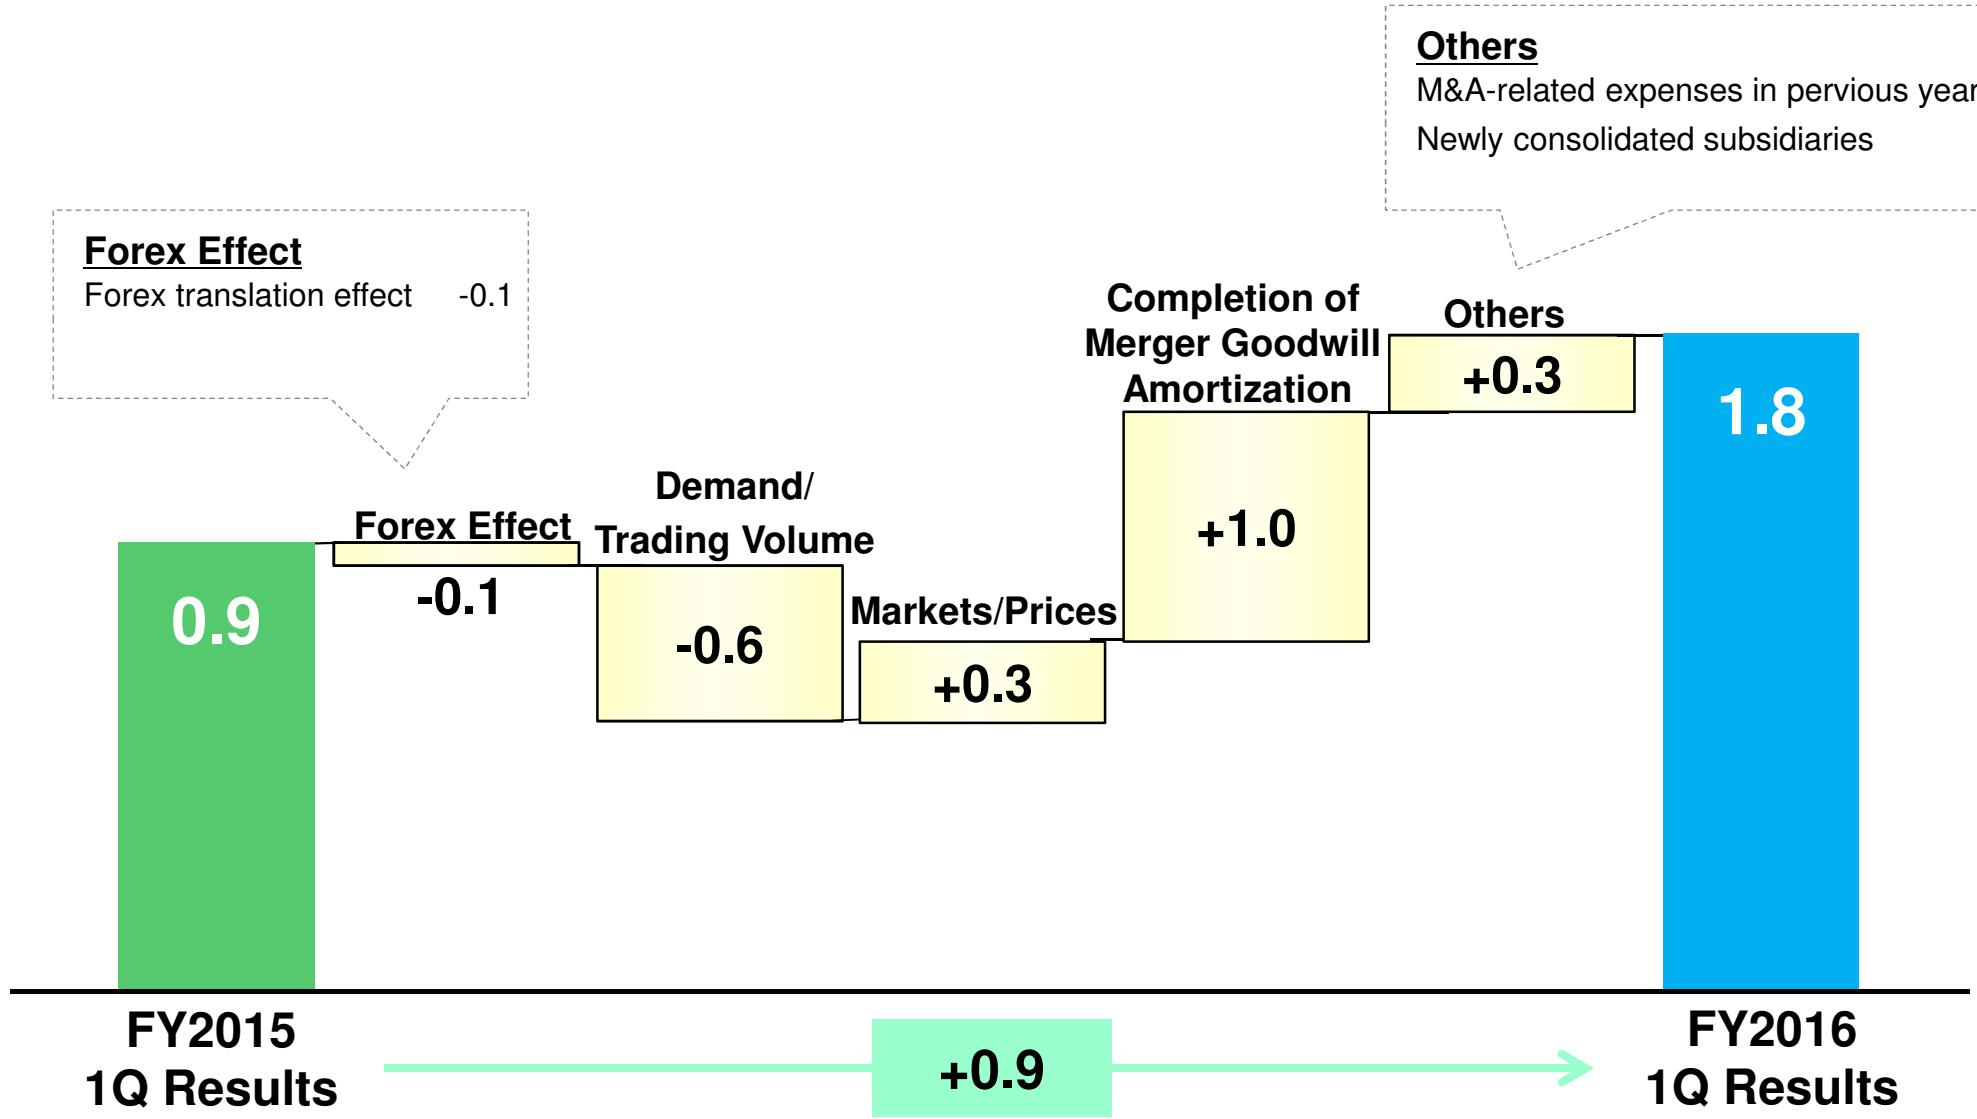 Others
M&A-related expenses in pervious year
Newly consolidated subsidiaries
Forex Effect
Forex translation effect -0.1
Completion of
Merger Goodwill
Amortization
Others
+0.3
1.8
Demand/
Trading Volume
Forex Effect
-0.1
0.9
-0.6
Markets/Prices
+0.3
+1.0
FY2015
1Q Results
+0.9
FY2016
1Q Results